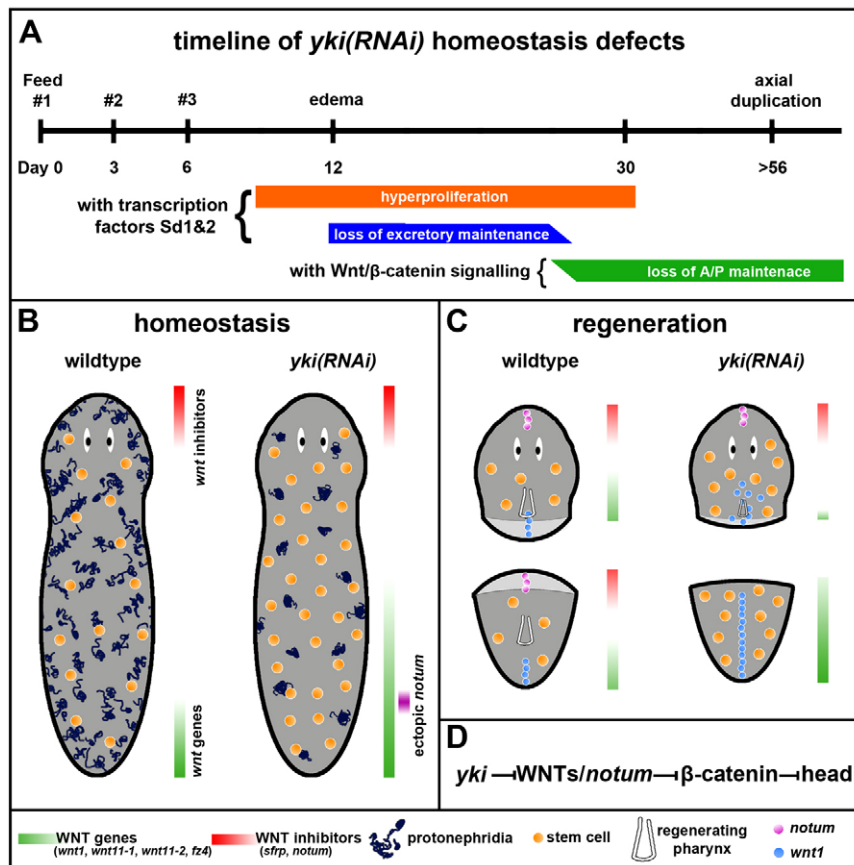 A
timeline of yki(RNAi) homeostasis defects
Feed
#1
#2
#3
edema
axial
duplication
Day 0
3
6
12
30
>56
with transcription
factors Sd1&2
{
hyperproliferation
loss of excretory maintenance
with Wnt/β-catenin signalling {
loss of A/P maintenace
B
homeostasis
wildtype
yki(RNAi)
wnt inhibitors
wnt genes
ectopic notum
C
regeneration
wildtype
yki(RNAi)
D
yki ⊣WNTs/notum⊣β-catenin⊣head
WNT genes
(wnt1, wnt11-1, wnt11-2, fz4)
WNT inhibitors
(sfrp, notum)
protonephridia
stem cell
regenerating
pharynx
notum
wnt1